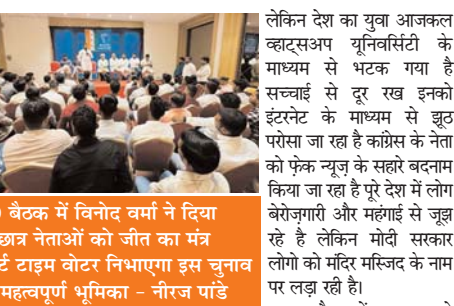 लेकिन देश का युवा आजकल
व्हाट्सअप यूनिवर्सिटी के
माध्यम से भटक गया है
सच्चाई से दूर रख इनको
इंटरनेट के माध्यम से झूठ
परोसा जा रहा है कांग्रेस के नेता
को फ़ेक न्यूज़ के सहारे बदनाम
किया जा रहा है पूरे देश में लोग
बेरोज़गारी और महंगाई से जूझ
रहे है लेकिन मोदी सरकार
लोगो को मंदिर मस्जिद के नाम
पर लड़ा रही है।
बैठक में विनोद वर्मा ने दिया
छात्र नेताओं को जीत का मंत्र
टाइम वोटर निभाएगा इस चुनाव
महत्वपूर्ण भूमिका - नीरज पांडे